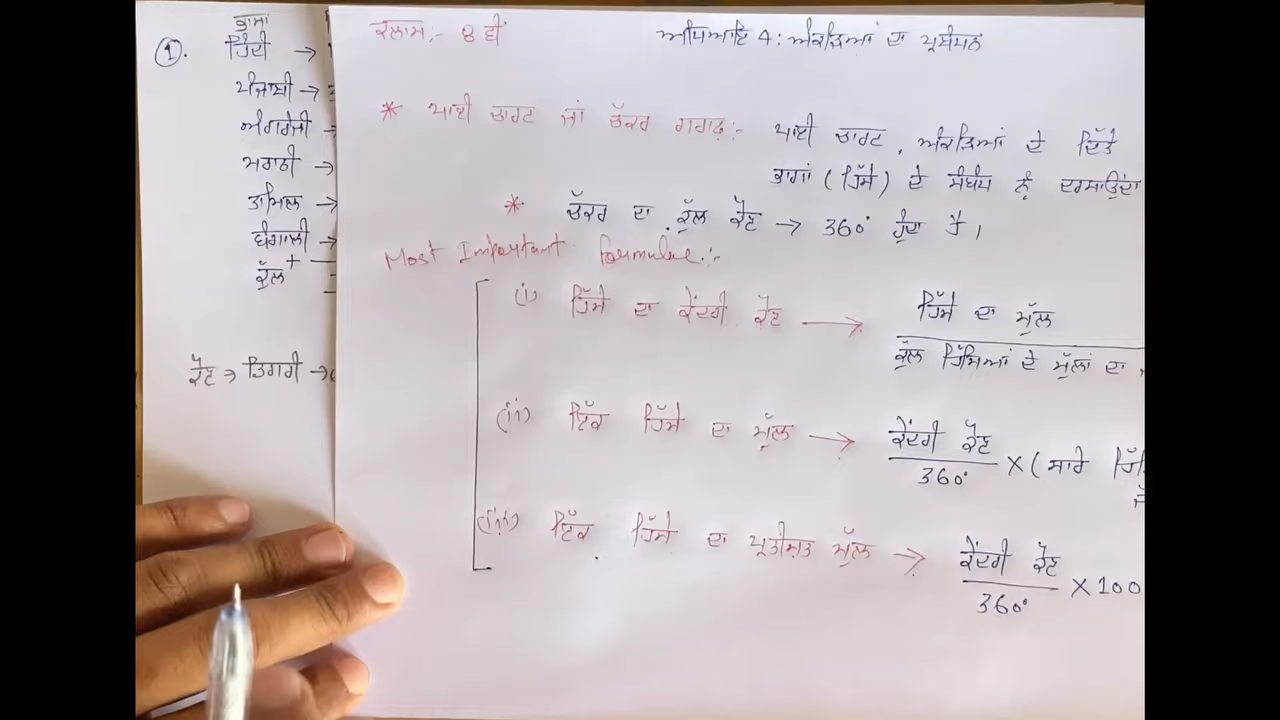 ①.
ਭਾਸ਼ਾ
ਹਿੰਦੀ →
ਪੰਜਾਬੀ →
ਅੰਗਰੇਜੀ →
ਮਰਾਠੀ →
ਤਾਮਿਲ →
ਬੰਗਾਲੀ →
ਕੁੱਲ +
ਕੋਣ ⇒ ਡਿਗਰੀ →
ਕਲਾਸ:- 8 ਵੀਂ
ਅਧਿਆਇ 4: ਅੰਕੜਿਆਂ ਦਾ ਪ੍ਰਬੰਧਨ
* ਪਾਈ ਚਾਰਟ ਜਾਂ ਚੱਕਰ ਗਰਾਫ਼:- ਪਾਈ ਚਾਰਟ, ਅੰਕੜਿਆਂ ਦੇ ਦਿੱਤੇ
ਭਾਗਾਂ (ਹਿੱਸੇ) ਦੇ ਸੰਬੰਧ ਨੂੰ ਦਰਸਾਉਂਦਾ
* ਚੱਕਰ ਦਾ ਕੁੱਲ ਕੋਣ → 360° ਹੁੰਦਾ ਹੈ।
Most Important formulae:-
(i) ਹਿੱਸੇ ਦਾ ਕੇਂਦਰੀ ਕੋਣ → ਹਿੱਸੇ ਦਾ ਮੁੱਲ
ਕੁੱਲ ਹਿੱਸਿਆਂ ਦੇ ਮੁੱਲਾਂ ਦਾ
(ii) ਇੱਕ ਹਿੱਸੇ ਦਾ ਮੁੱਲ → ਕੇਂਦਰੀ ਕੋਣ
360° × (ਸਾਰੇ
(iii) ਇੱਕ ਹਿੱਸੇ ਦਾ ਪ੍ਰਤੀਸ਼ਤ ਮੁੱਲ → ਕੇਂਦਰੀ ਕੋਣ
360° × 100